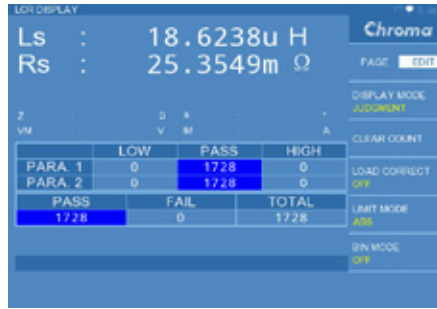 LCR DISPLAY
Ls : 18.6238u H
Rs : 25.3549m Ω
Chroma
PAGE EDIT
DISPLAY MODE
JUDGMENT
CLEAR COUNT
LOAD CORRECT
OFF
LIMIT MODE
ABS
BIN MODE
OFF
LOW PASS HIGH
PARA. 1 0 1728 0
PARA. 2 0 1728 0
PASS FAIL TOTAL
1728 0 1728